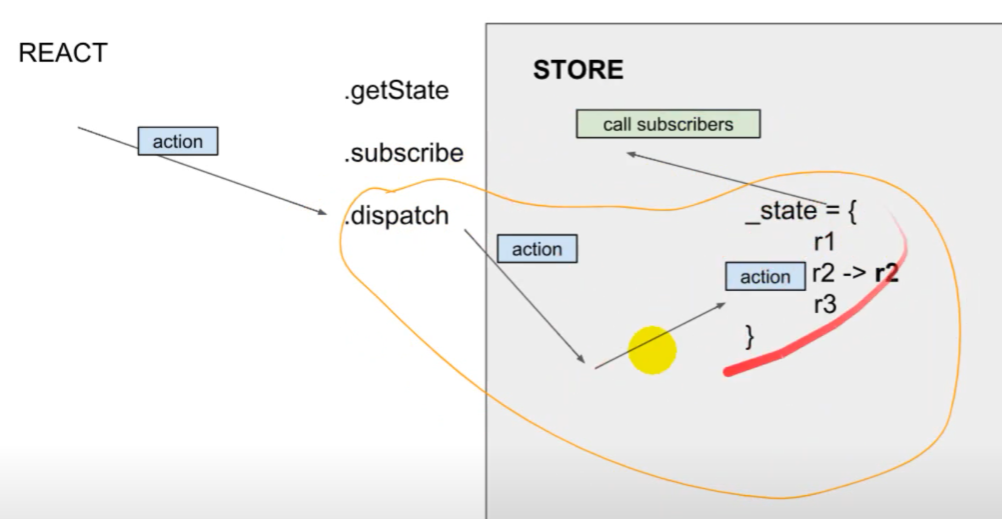 REACT
STORE
.getState
call subscribers
action
.subscribe
.dispatch
_state = {
action
r1
action
r2 -> r2
r3
}